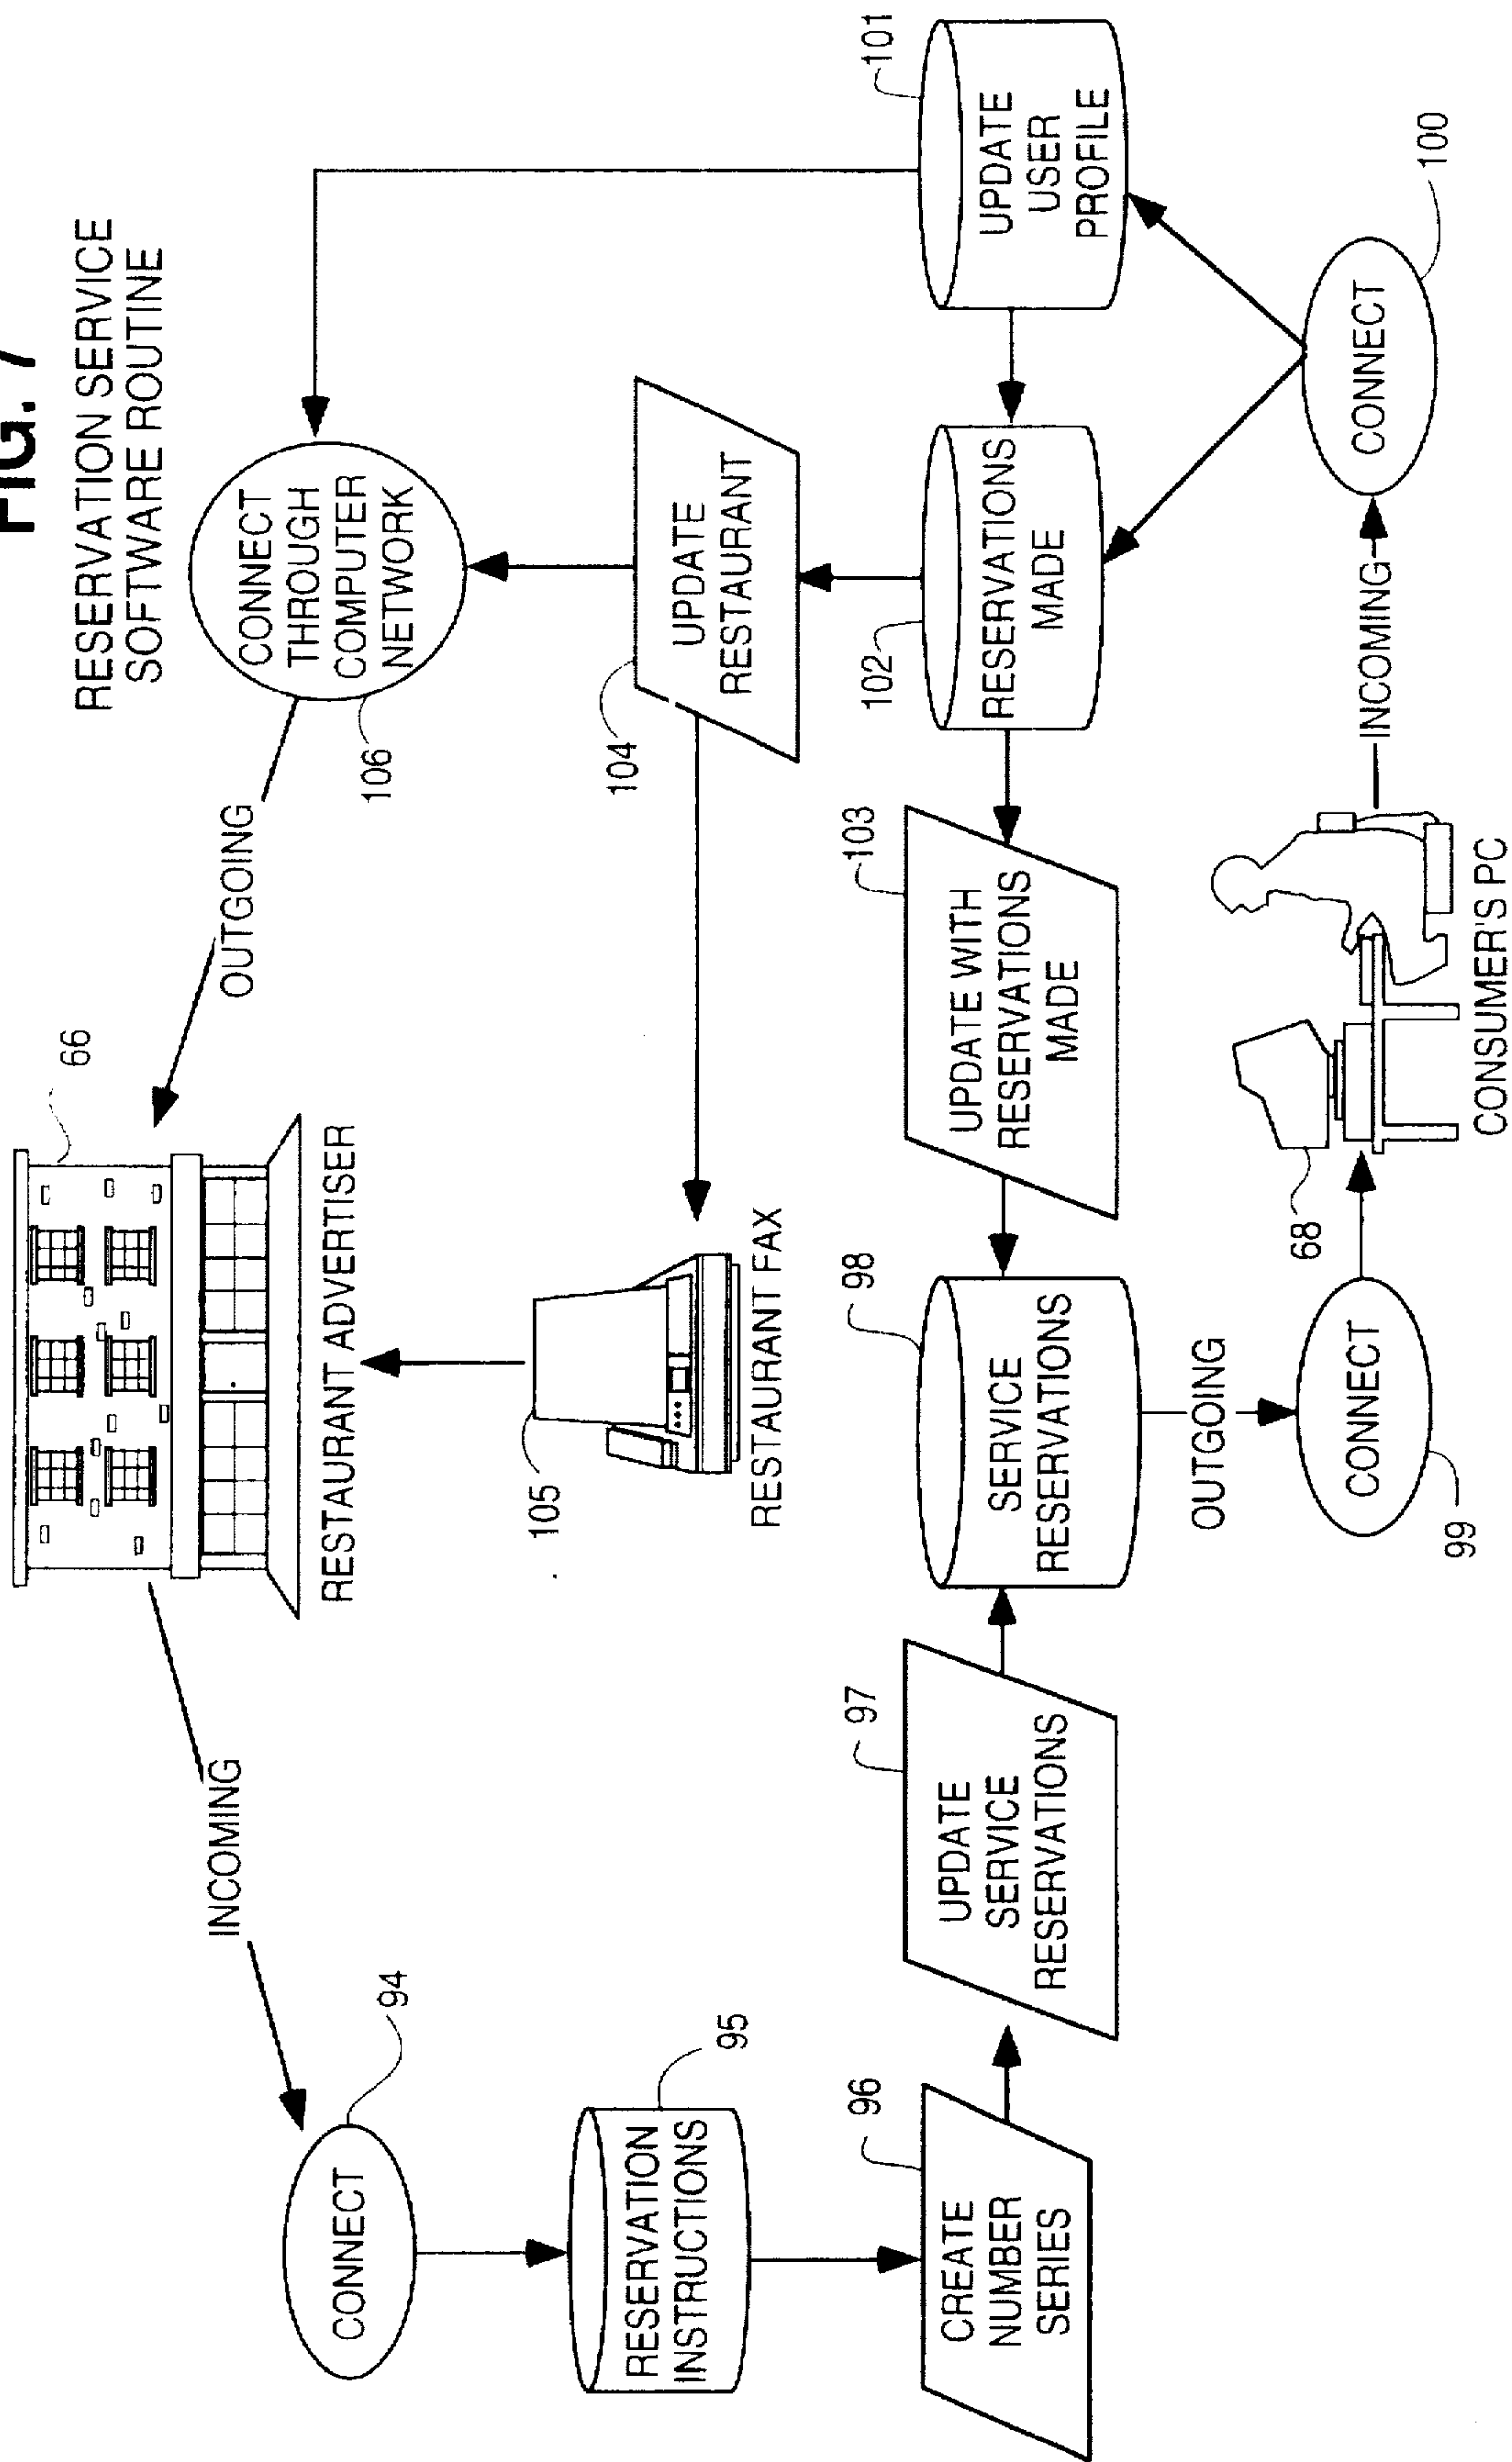 FIG. 7
RESERVATION SERVICE
SOFTWARE ROUTINE
66
RESTAURANT ADVERTISER
INCOMING
OUTGOING
94
CONNECT
CONNECT
THROUGH
COMPUTER
NETWORK
106
95
RESERVATION
INSTRUCTIONS
105
RESTAURANT FAX
104
UPDATE
RESTAURANT
96
CREATE
NUMBER
SERIES
97
UPDATE
SERVICE
RESERVATIONS
98
SERVICE
RESERVATIONS
103
UPDATE WITH
RESERVATIONS
MADE
102
RESERVATIONS
MADE
101
UPDATE
USER
PROFILE
OUTGOING
CONNECT
99
68
CONSUMER'S PC
INCOMING
CONNECT
100